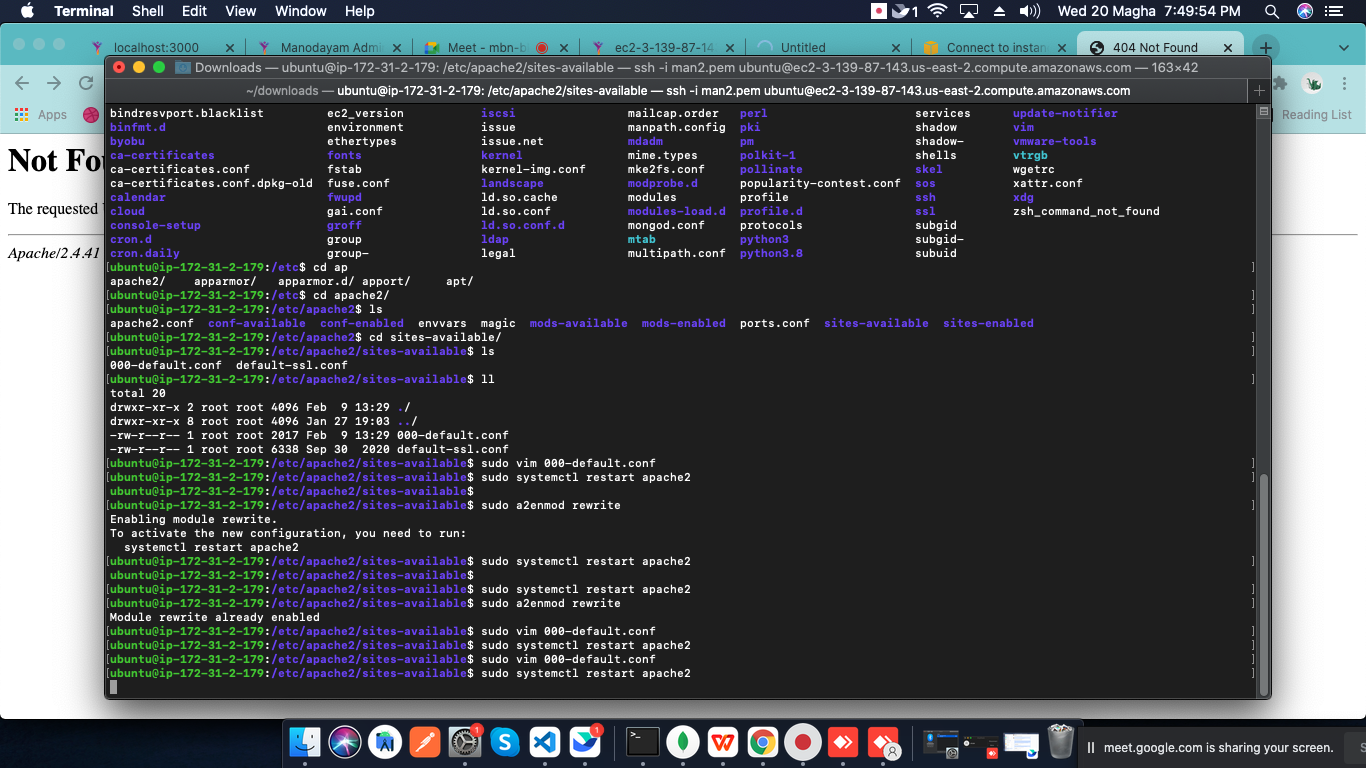 Terminal Shell Edit View Window Help 1 Wed 20 Magha 7:49:54 PM
localhost:3000 Manodayam Adm Meet - mbn-b ec2-3-139-87-14 Untitled Connect to instan 404 Not Found
Downloads — ubuntu@ip-172-31-2-179: /etc/apache2/sites-available — ssh -i man2.pem ubuntu@ec2-3-139-87-143.us-east-2.compute.amazonaws.com — 163×42
~/downloads — ubuntu@ip-172-31-2-179: /etc/apache2/sites-available — ssh -i man2.pem ubuntu@ec2-3-139-87-143.us-east-2.compute.amazonaws.com
Apps Reading List
Not Fou
The requested
Apache/2.4.41
bindresvport.blacklist ec2_version iscsi mailcap.order perl services update-notifier
binfmt.d environment issue manpath.config pki shadow vim
byobu ethertypes issue.net mdadm pm shadow- vmware-tools
ca-certificates fonts kernel mime.types polkit-1 shells vtrgb
ca-certificates.conf fstab kernel-img.conf mke2fs.conf pollinate skel wgetrc
ca-certificates.conf.dpkg-old fuse.conf landscape modprobe.d popularity-contest.conf sos xattr.conf
calendar fwupd ld.so.cache modules profile ssh xdg
cloud gai.conf ld.so.conf modules-load.d profile.d ssl zsh_command_not_found
console-setup groff ld.so.conf.d mongod.conf protocols subgid
cron.d group ldap mtab python3 subgid-
cron.daily group- legal multipath.conf python3.8 subuid
[ubuntu@ip-172-31-2-179:/etc$ cd ap ]
apache2/ apparmor/ apparmor.d/ apport/ apt/
[ubuntu@ip-172-31-2-179:/etc$ cd apache2/ ]
[ubuntu@ip-172-31-2-179:/etc/apache2$ ls ]
apache2.conf conf-available conf-enabled envvars magic mods-available mods-enabled ports.conf sites-available sites-enabled
[ubuntu@ip-172-31-2-179:/etc/apache2$ cd sites-available/ ]
[ubuntu@ip-172-31-2-179:/etc/apache2/sites-available$ ls ]
000-default.conf default-ssl.conf
[ubuntu@ip-172-31-2-179:/etc/apache2/sites-available$ ll ]
total 20
drwxr-xr-x 2 root root 4096 Feb 9 13:29 ./
drwxr-xr-x 8 root root 4096 Jan 27 19:03 ../
-rw-r--r-- 1 root root 2017 Feb 9 13:29 000-default.conf
-rw-r--r-- 1 root root 6338 Sep 30 2020 default-ssl.conf
[ubuntu@ip-172-31-2-179:/etc/apache2/sites-available$ sudo vim 000-default.conf ]
[ubuntu@ip-172-31-2-179:/etc/apache2/sites-available$ sudo systemctl restart apache2 ]
ubuntu@ip-172-31-2-179:/etc/apache2/sites-available$
[ubuntu@ip-172-31-2-179:/etc/apache2/sites-available$ sudo a2enmod rewrite ]
Enabling module rewrite.
To activate the new configuration, you need to run:
systemctl restart apache2
[ubuntu@ip-172-31-2-179:/etc/apache2/sites-available$ sudo systemctl restart apache2 ]
ubuntu@ip-172-31-2-179:/etc/apache2/sites-available$
[ubuntu@ip-172-31-2-179:/etc/apache2/sites-available$ sudo systemctl restart apache2 ]
[ubuntu@ip-172-31-2-179:/etc/apache2/sites-available$ sudo a2enmod rewrite ]
Module rewrite already enabled
[ubuntu@ip-172-31-2-179:/etc/apache2/sites-available$ sudo vim 000-default.conf ]
[ubuntu@ip-172-31-2-179:/etc/apache2/sites-available$ sudo systemctl restart apache2 ]
[ubuntu@ip-172-31-2-179:/etc/apache2/sites-available$ sudo vim 000-default.conf ]
[ubuntu@ip-172-31-2-179:/etc/apache2/sites-available$ sudo systemctl restart apache2 ]
1 1
meet.google.com is sharing your screen.